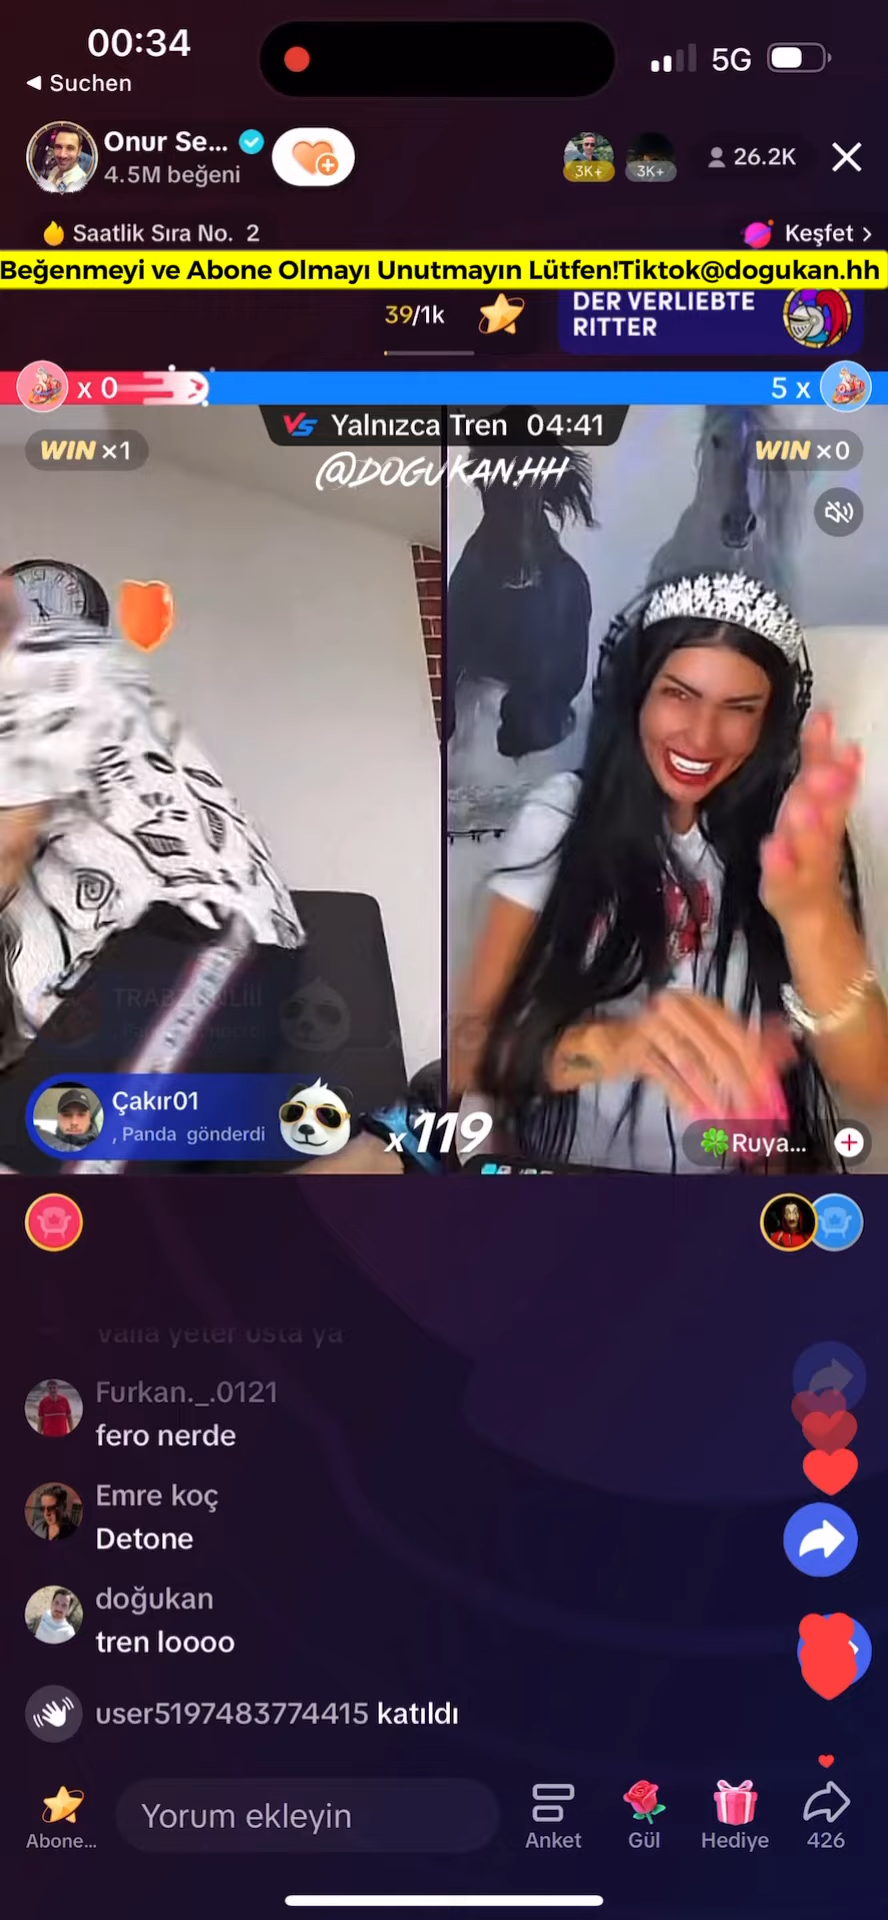 00:34
5G
◀ Suchen
Onur Se...
4.5M beğeni
3K+
3K+
26.2K
Saatlik Sıra No. 2
Keşfet >
Beğenmeyi ve Abone Olmayı Unutmayın Lütfen!Tiktok@dogukan.hh
39/1k
DER VERLIEBTE
RITTER
x 0
5 x
VS Yalnızca Tren 04:41
WIN x1
WIN x0
@DOGUKAN.HH
Çakır01
, Panda gönderdi
x119
Ruya...
Valla yeter usta ya
Furkan._.0121
fero nerde
Emre koç
Detone
doğukan
tren loooo
user5197483774415 katıldı
Yorum ekleyin
Abone...
Anket
Gül
Hediye
426